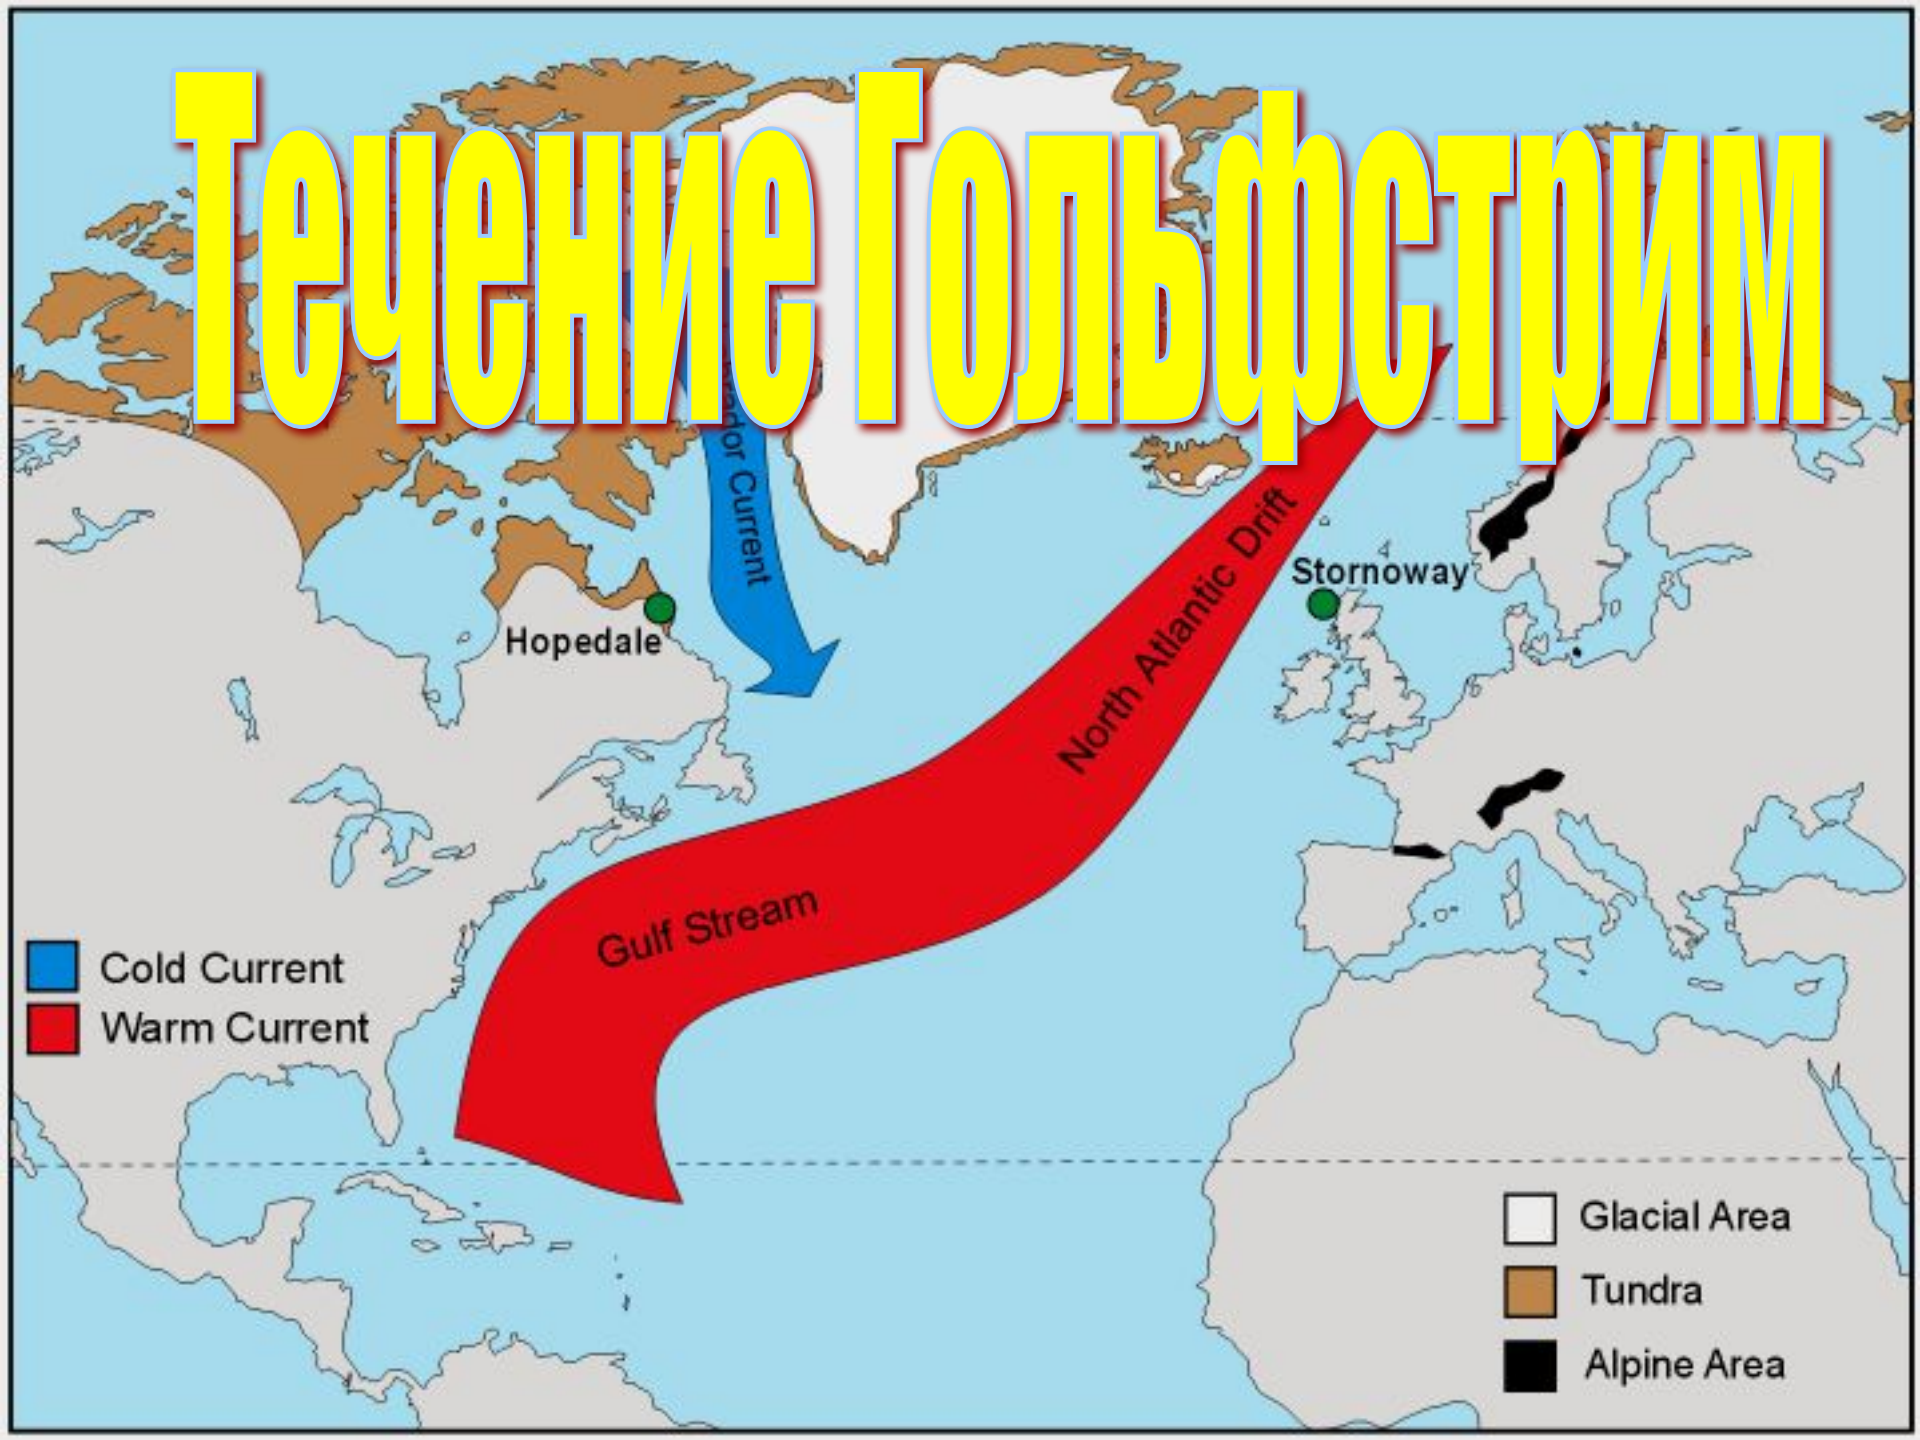 Течение Гольфстрим
Current
North Atlantic Drift
Stornoway
Hopedale
Gulf Stream
Cold Current
Warm Current
Glacial Area
Tundra
Alpine Area